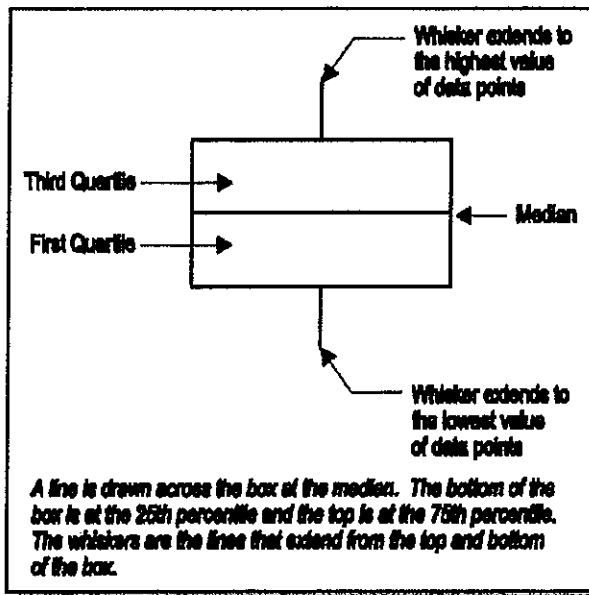 Whisker extends to
the highest value
of data points
Third Quartile
Median
First Quartile
Whisker extends to
the lowest value
of data points
A line is drawn across the box at the median. The bottom of the
box is at the 25th percentile and the top is at the 75th percentile.
The whiskers are the lines that extend from the top and bottom
of the box.